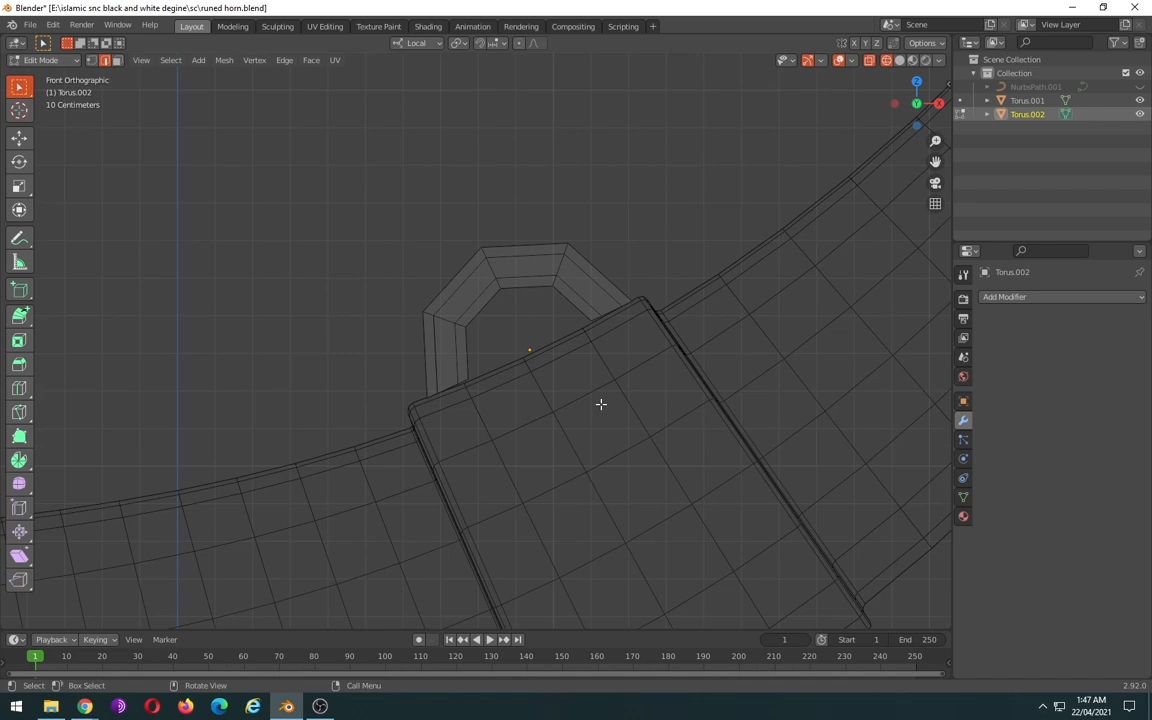 Blender* [E:\islamic snc black and white degine\sc\runed horn.blend]
File Edit Render Window Help Layout Modeling Sculpting UV Editing Texture Paint Shading Animation Rendering Compositing Scripting + Scene View Layer
Local X Y Z Options
Edit Mode View Select Add Mesh Vertex Edge Face UV
Front Orthographic
(1) Torus.002
10 Centimeters
Z
X
Y
Scene Collection
Collection
NurbsPath.001
Torus.001
Torus.002
Torus.002
Add Modifier
Playback Keying View Marker 1 Start 1 End 250
1 10 20 30 40 50 60 70 80 90 100 110 120 130 140 150 160 170 180 190 200 210 220 230 240 250
Select Box Select Rotate View Call Menu 2.92.0
1:47 AM
22/04/2021